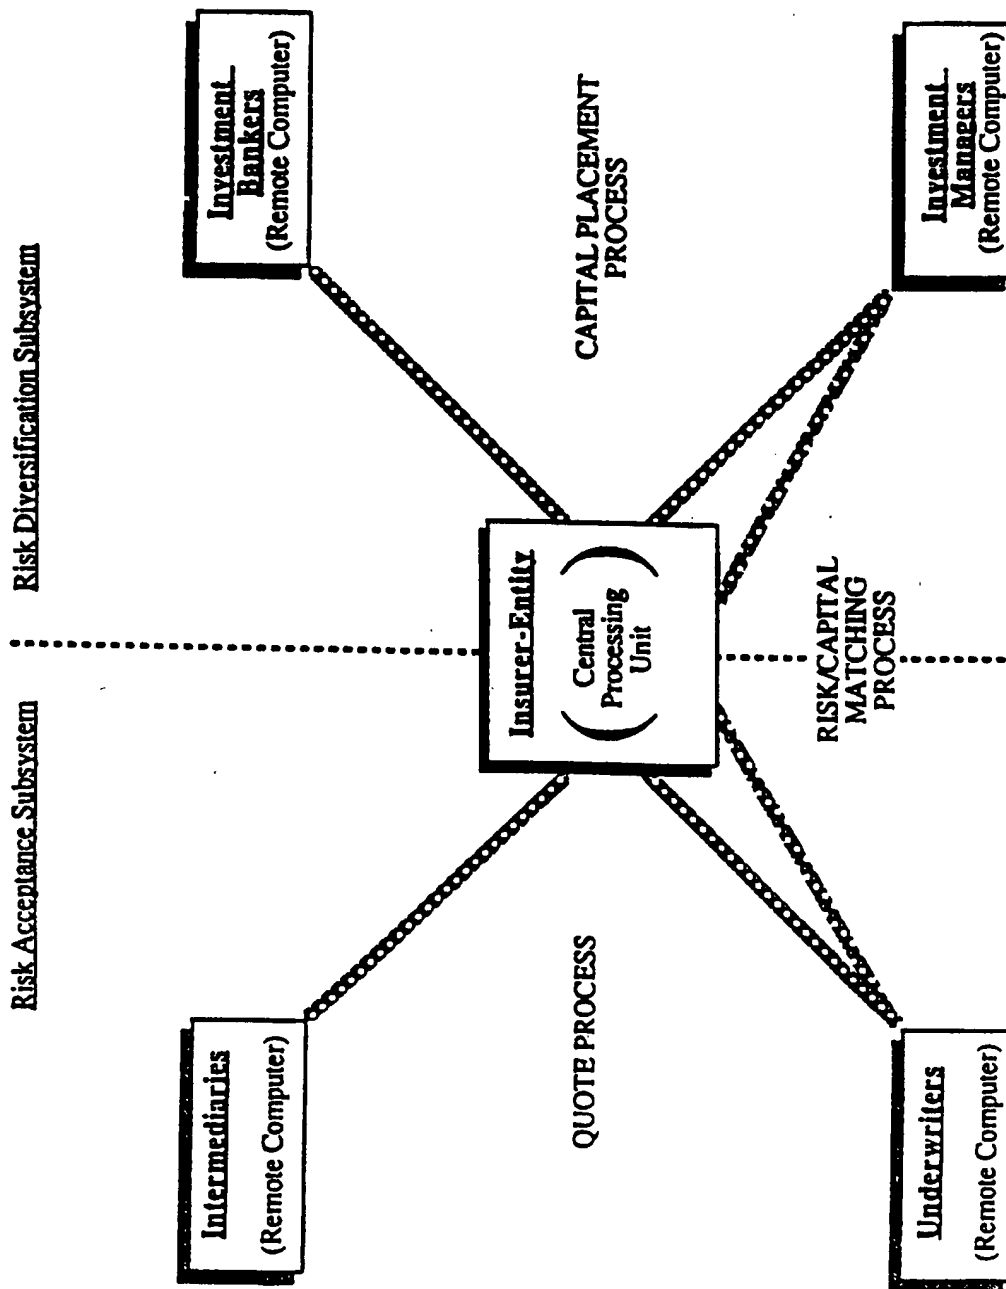 Risk Acceptance Subsystem
Risk Diversification Subsystem
Intermediaries
(Remote Computer)
Investment
Bankers
(Remote Computer)
Insurer-Entity
Central
Processing
Unit
QUOTE PROCESS
CAPITAL PLACEMENT
PROCESS
RISK/CAPITAL
MATCHING
PROCESS
Underwriters
(Remote Computer)
Investment
Managers
(Remote Computer)